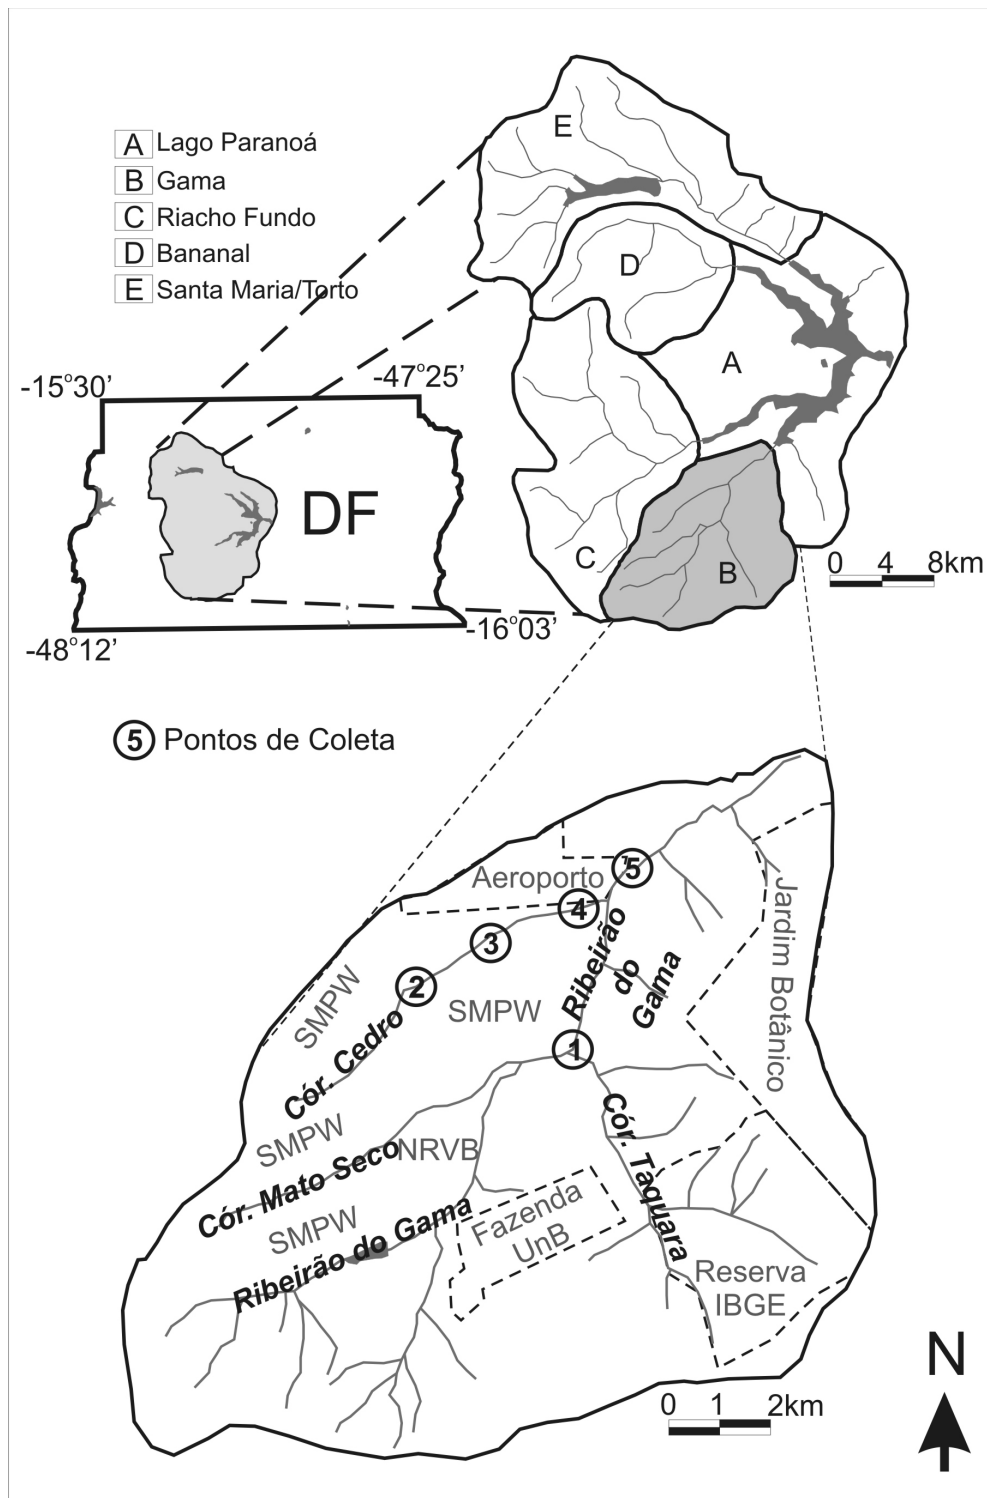 A Lago Paranoá
B Gama
C Riacho Fundo
D Bananal
E Santa Maria/Torto
E
D
A
C
B
0 4 8km
-15°30'
-47°25'
DF
-48°12'
-16°03'
5 Pontos de Coleta
Aeroporto
5
4
3
2
1
SMPW
SMPW
Ribeirão
do
Gama
Jardim Botânico
Cór. Cedro
SMPW
NRVB
Cór. Mato Seco
Cór. Taquara
SMPW
Ribeirão do Gama
Fazenda
UnB
Reserva
IBGE
0 1 2km
N